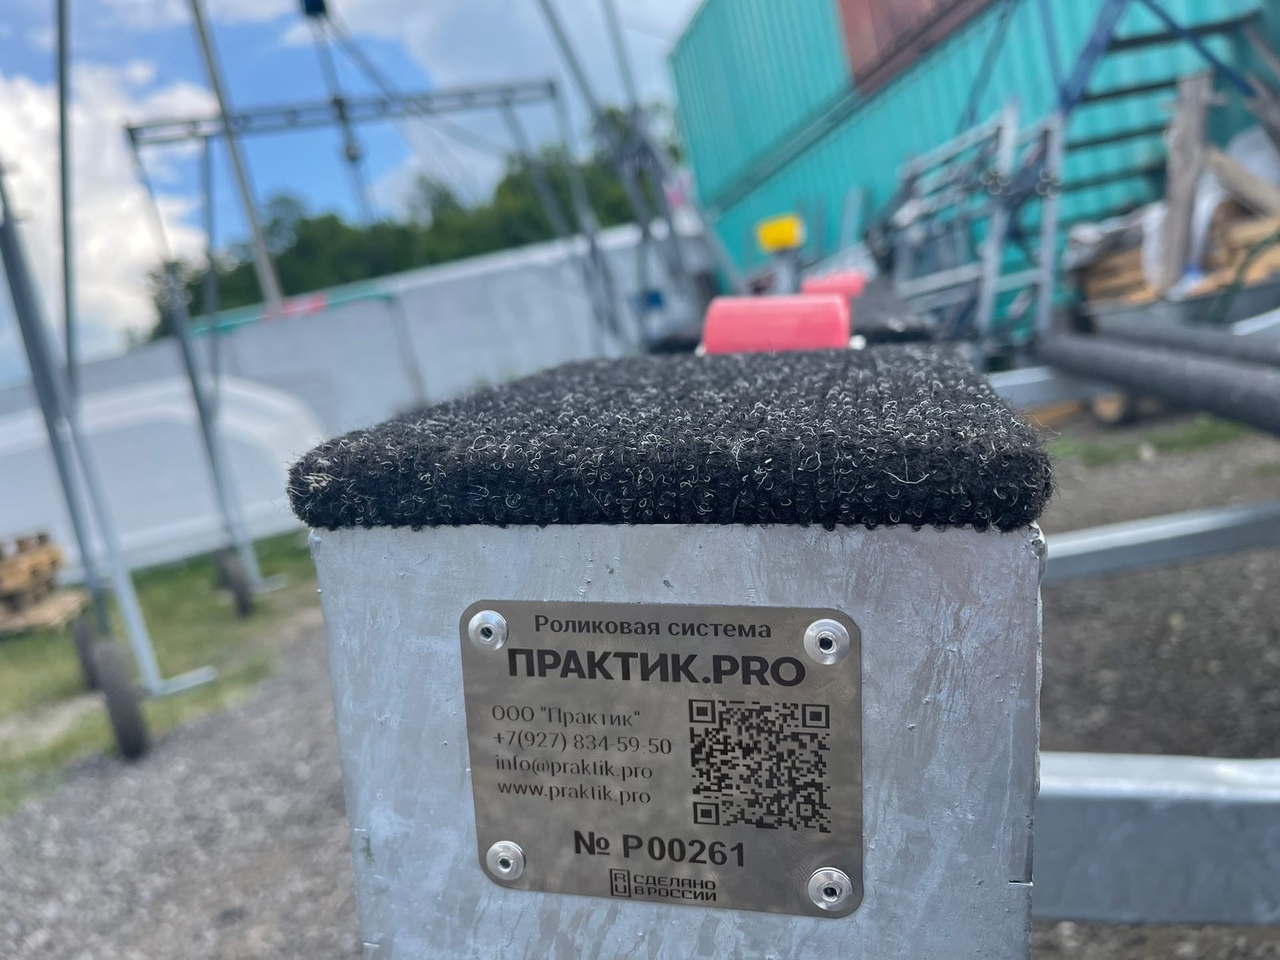 Роликовая система
ПРАКТИК.PRO
ООО "Практик"
+7(927) 834-59-50
info@praktik.pro
www.praktik.pro
№ P00261
RU СДЕЛАНО
В РОССИИ